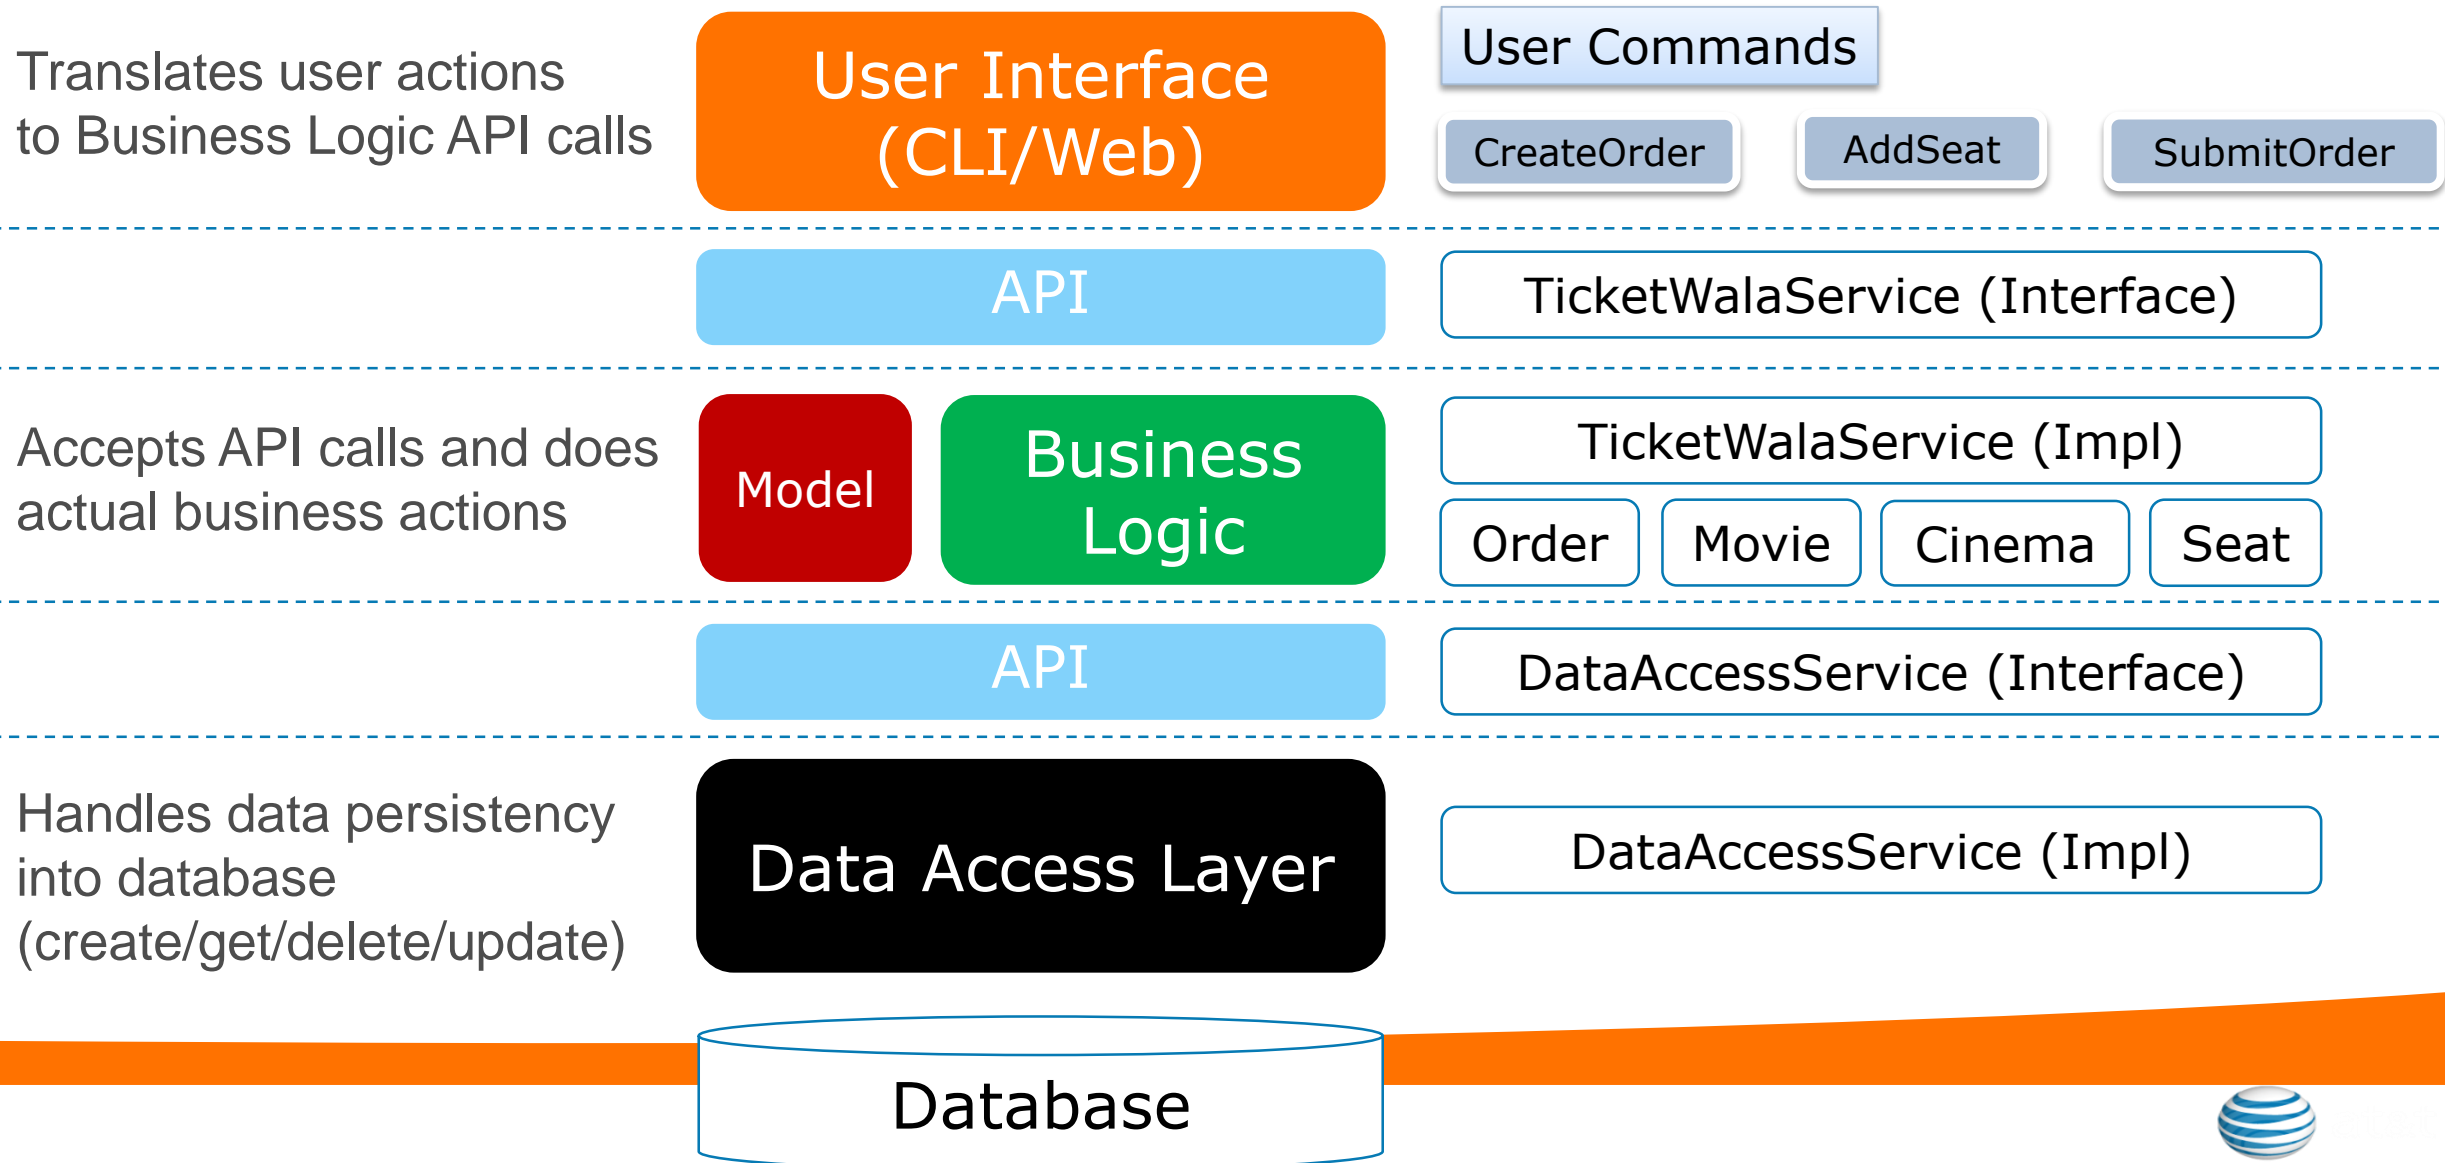 Translates user actions
to Business Logic API calls
User Interface
(CLI/Web)
User Commands
CreateOrder
AddSeat
SubmitOrder
API
TicketWalaService (Interface)
Accepts API calls and does
actual business actions
Model
Business
Logic
TicketWalaService (Impl)
Order
Movie
Cinema
Seat
API
DataAccessService (Interface)
Handles data persistency
into database
(create/get/delete/update)
Data Access Layer
DataAccessService (Impl)
Database